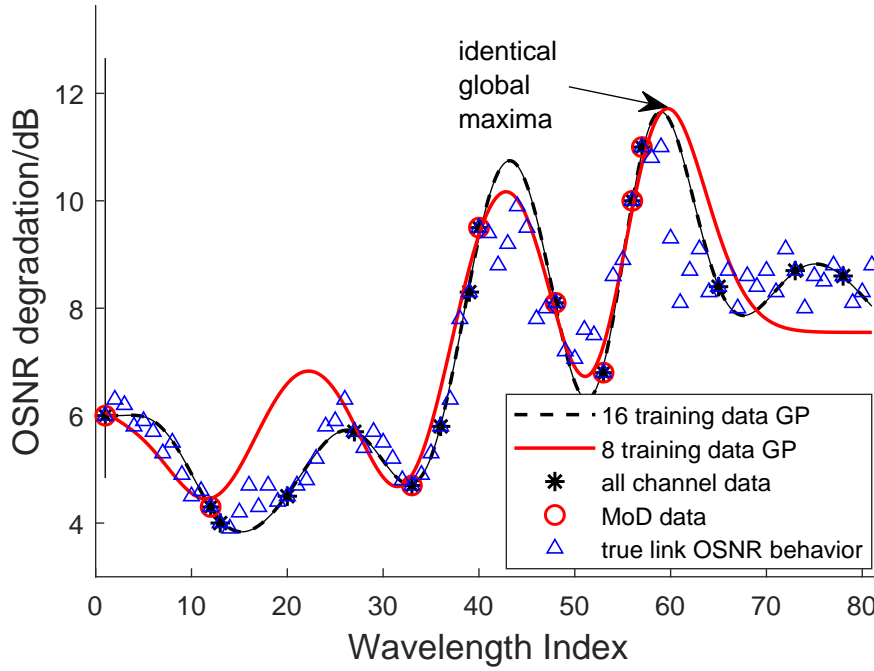 identical
global
maxima
OSNR degradation/dB
12
10
8
6
4
0 10 20 30 40 50 60 70 80
Wavelength Index
16 training data GP
8 training data GP
all channel data
MoD data
true link OSNR behavior